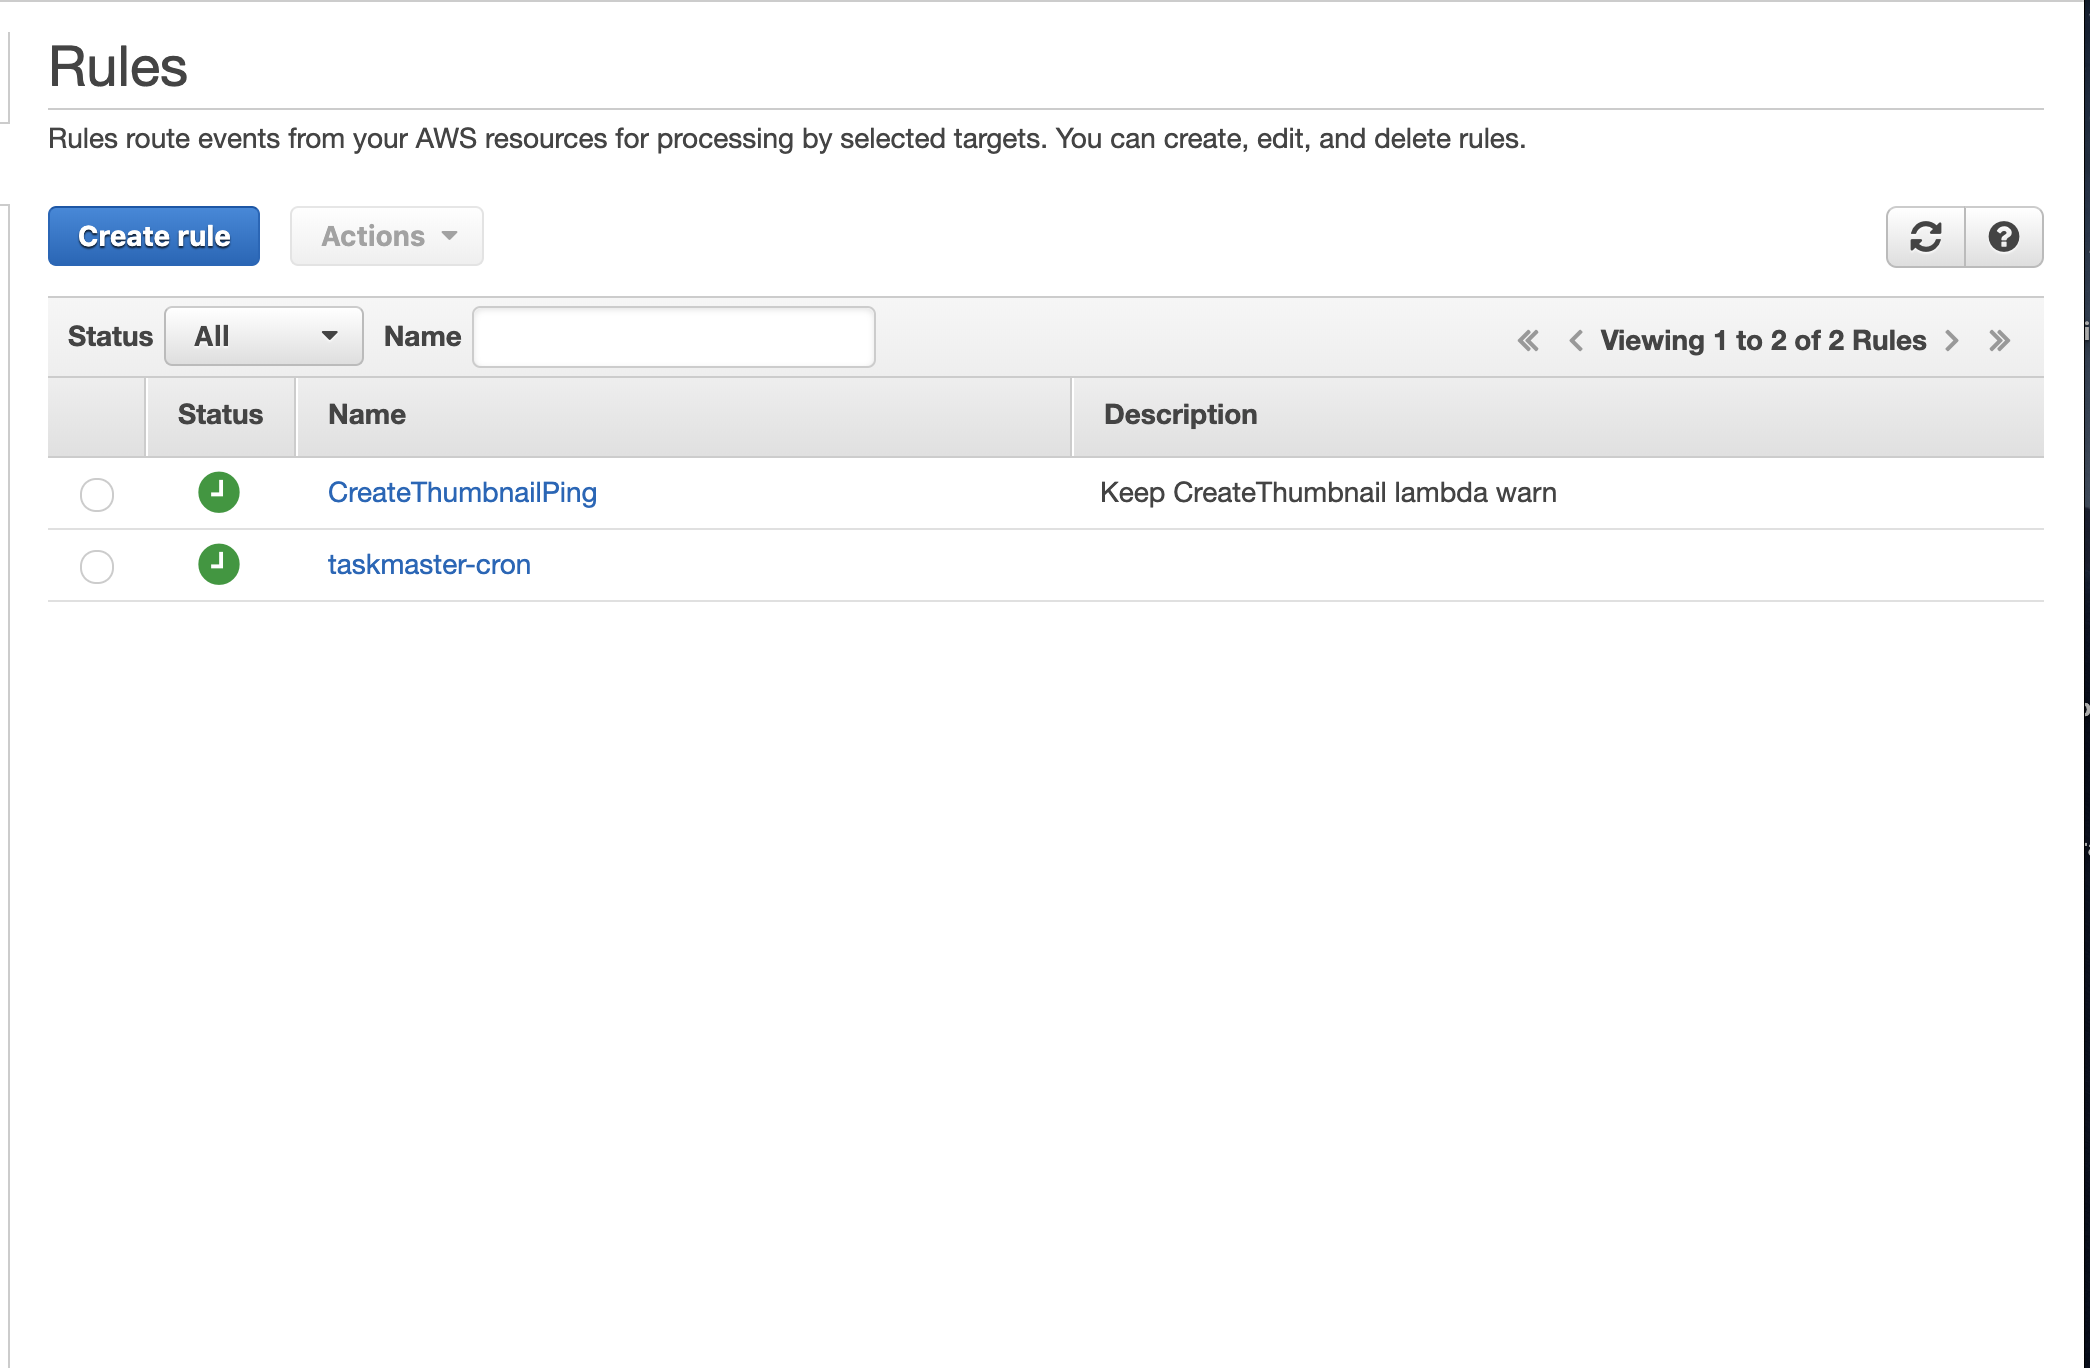 Rules
Rules route events from your AWS resources for processing by selected targets. You can create, edit, and delete rules.
Create rule
Actions
Status All Name
« < Viewing 1 to 2 of 2 Rules > »
Status Name Description
CreateThumbnailPing Keep CreateThumbnail lambda warn
taskmaster-cron